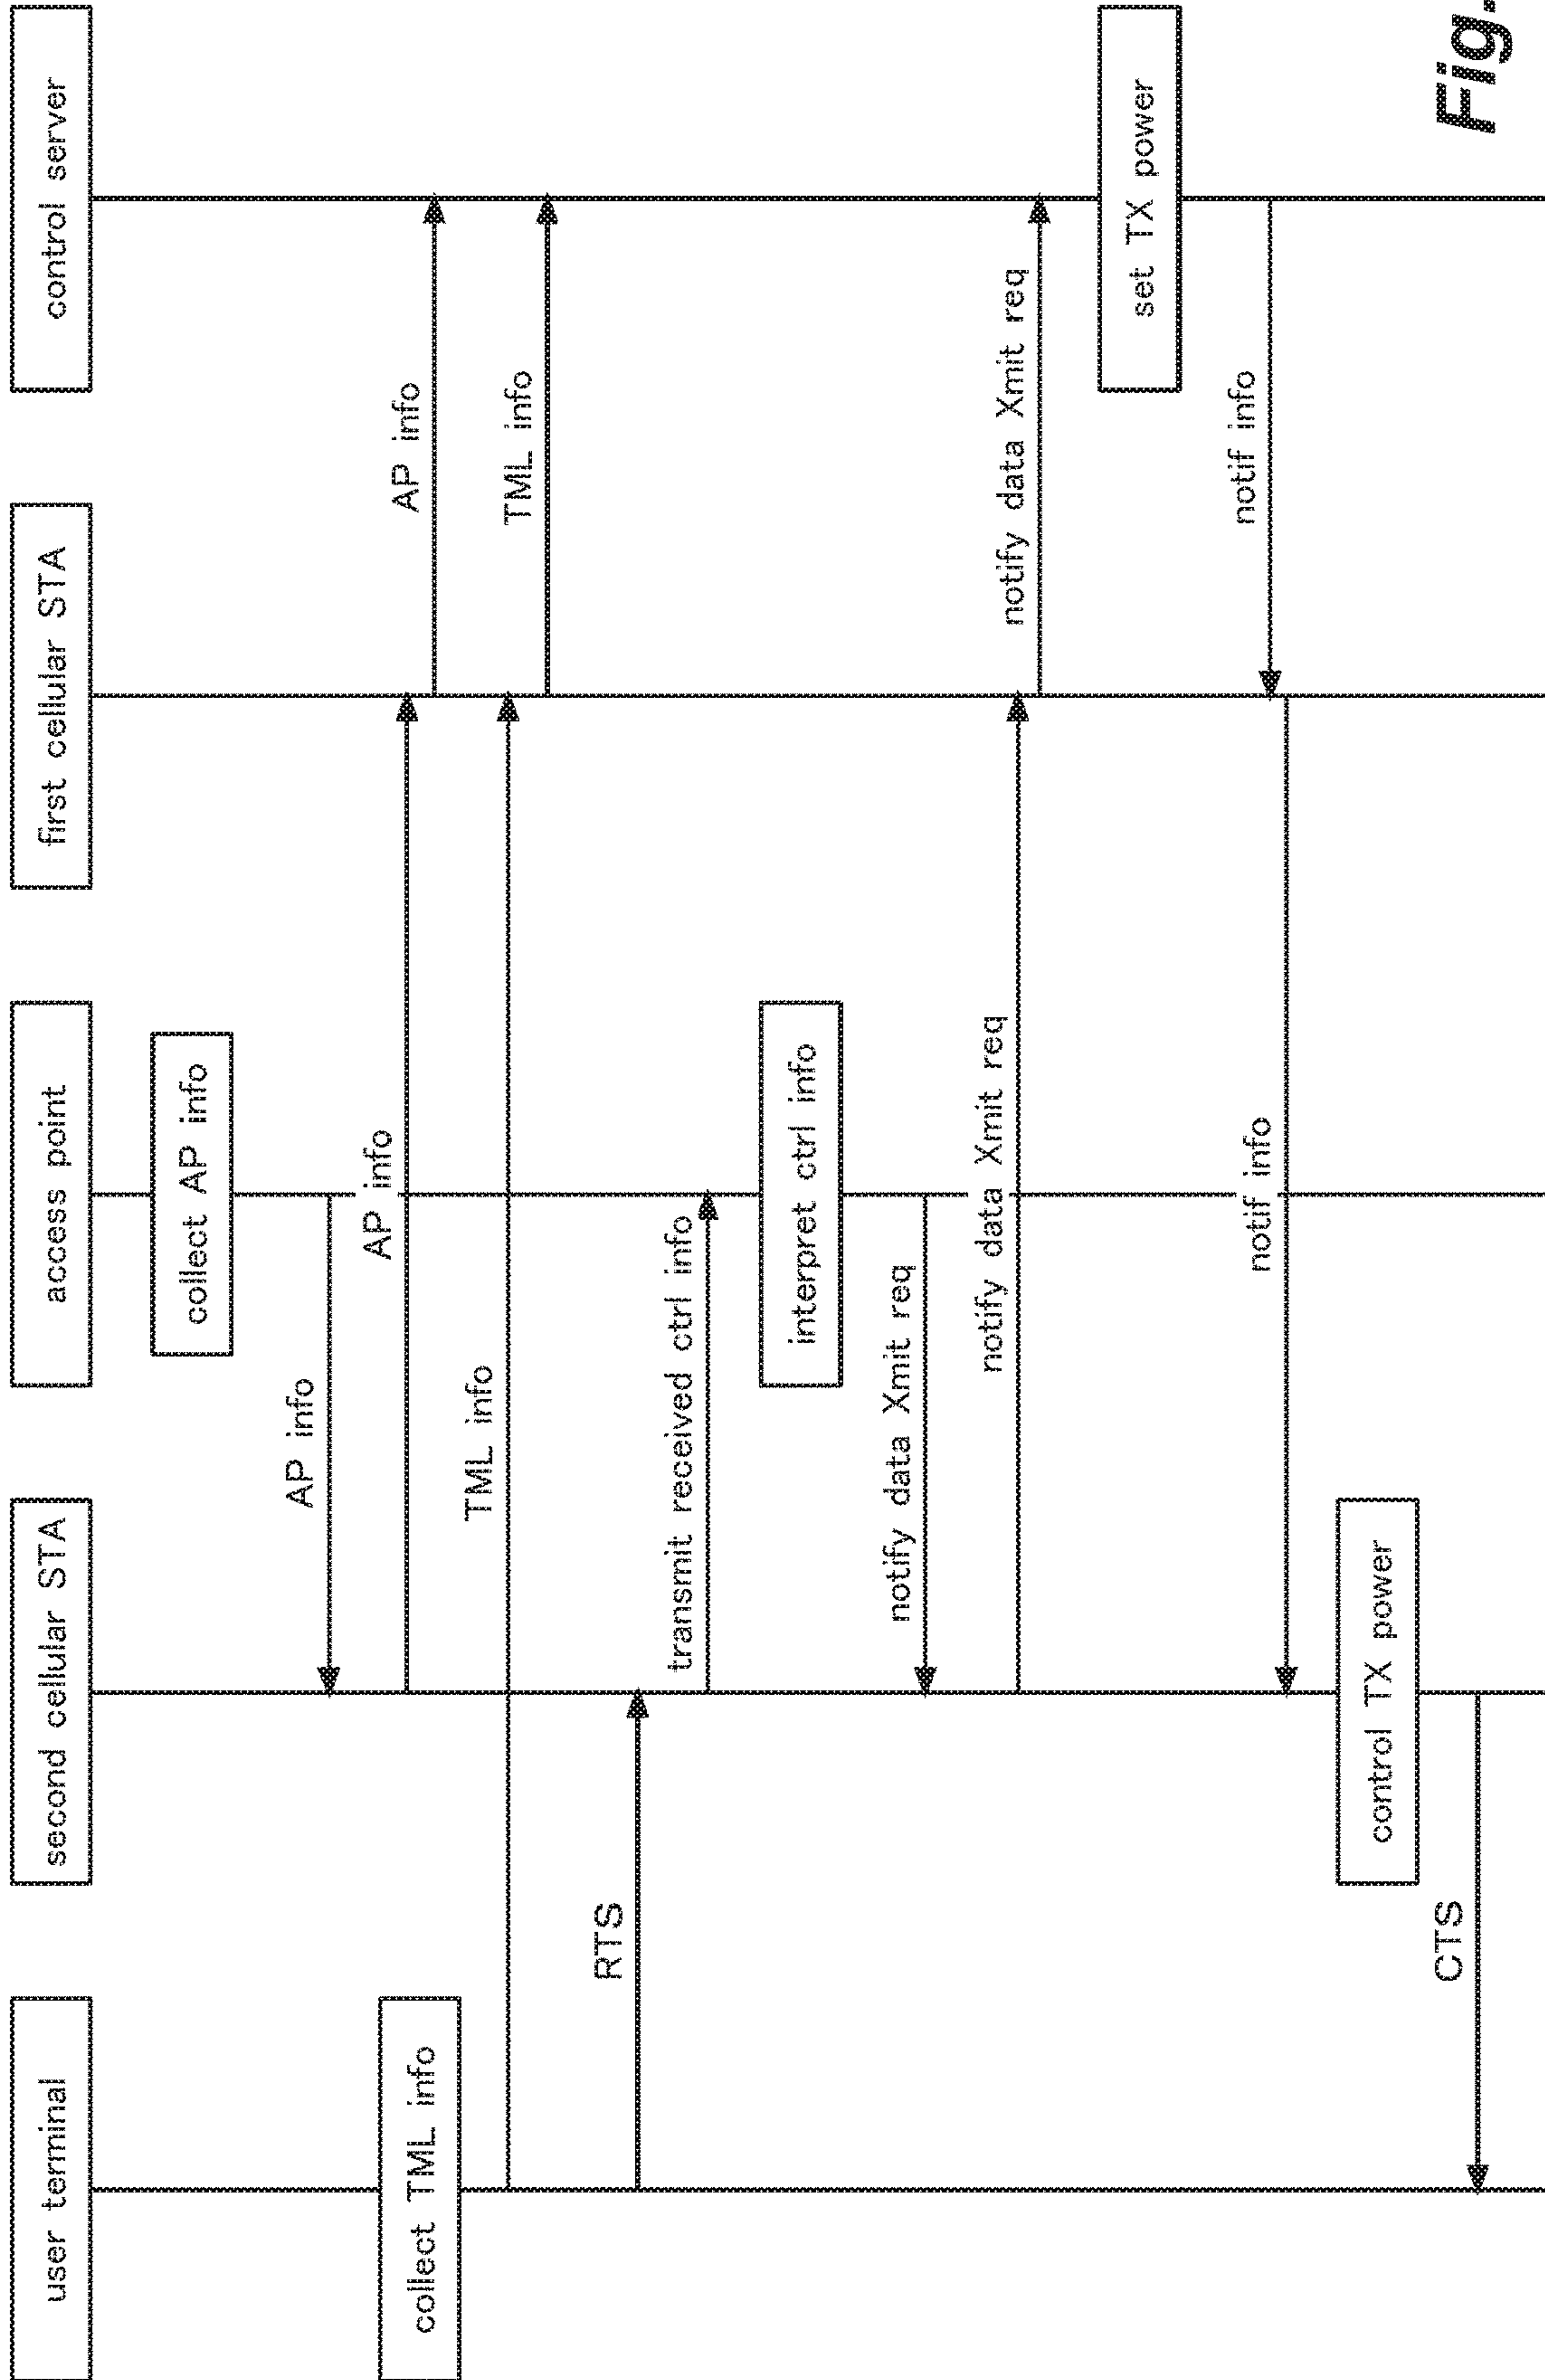 user terminal
second cellular STA
access point
first cellular STA
control server
collect AP info
AP info
collect TML info
AP info
AP info
TML info
TML info
RTS
transmit received ctrl info
interpret ctrl info
notify data Xmit req
notify data Xmit req
notify data Xmit req
set TX power
notif info
notif info
control TX power
CTS
Fig.